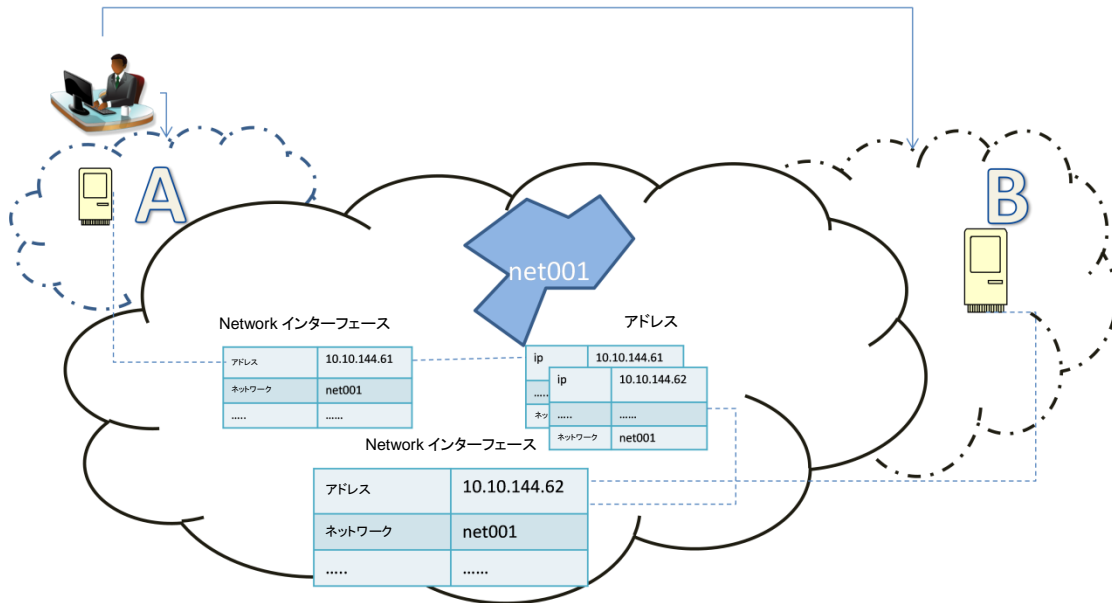 A
B
net001
Network インターフェース
アドレス 10.10.144.61
ネットワーク net001
..... ......
アドレス
ip 10.10.144.61
.....
ネッ
ip 10.10.144.62
..... ......
ネットワーク net001
Network インターフェース
アドレス 10.10.144.62
ネットワーク net001
..... ......